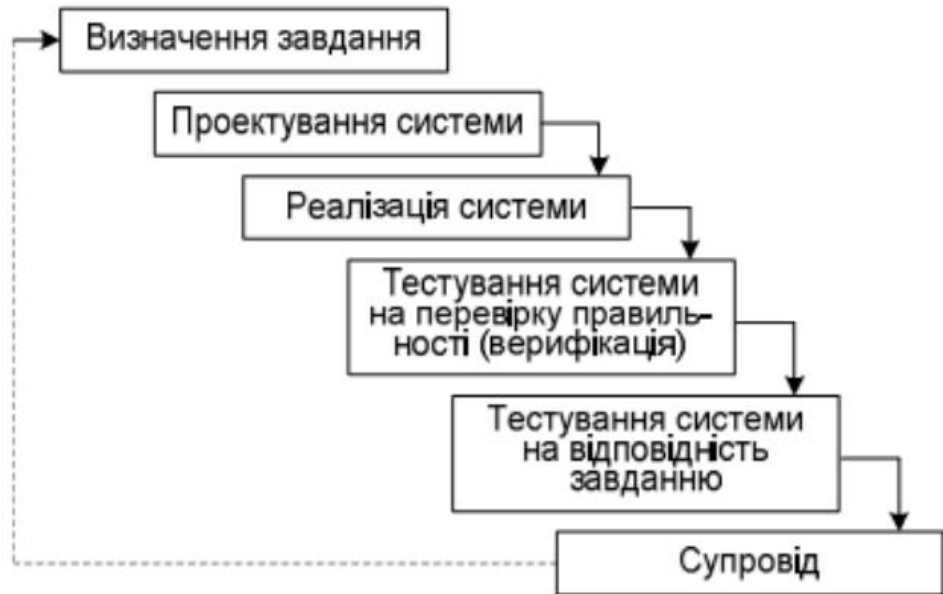 Визначення завдання
Проектування системи
Реалізація системи
Тестування системи
на перевірку правиль-
ності (верифікація)
Тестування системи
на відповідність
завданню
Супровід